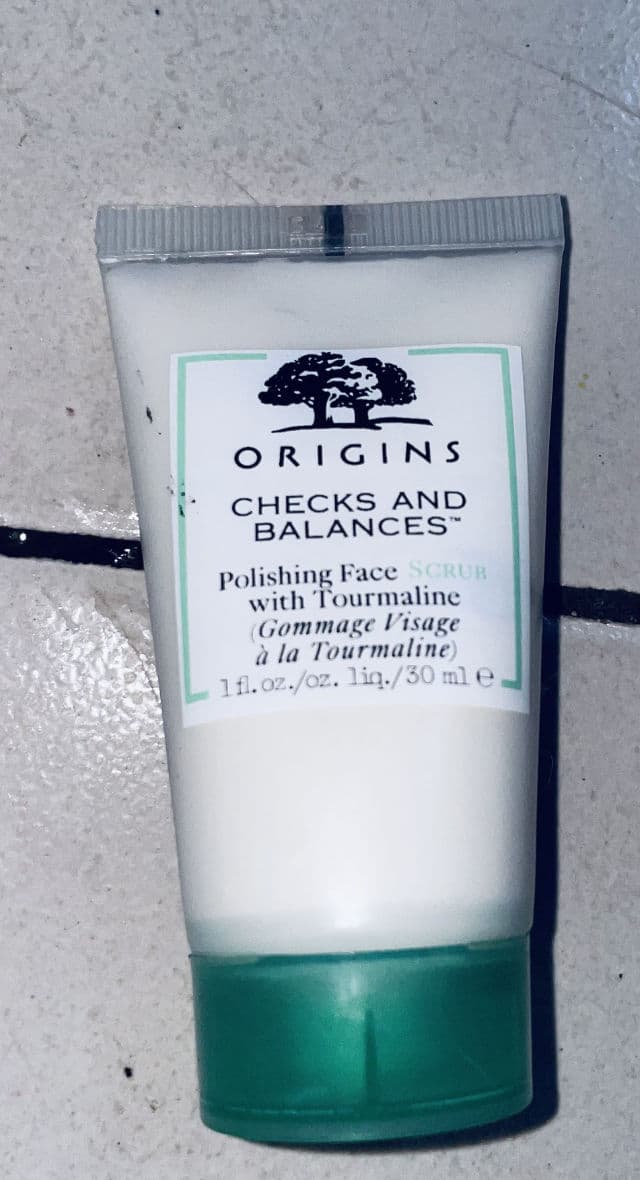 ORIGINS
CHECKS AND
BALANCES™
Polishing Face SCRUB
with Tourmaline
(Gommage Visage
à la Tourmaline)
1 fl. oz./oz. liq./30 ml e